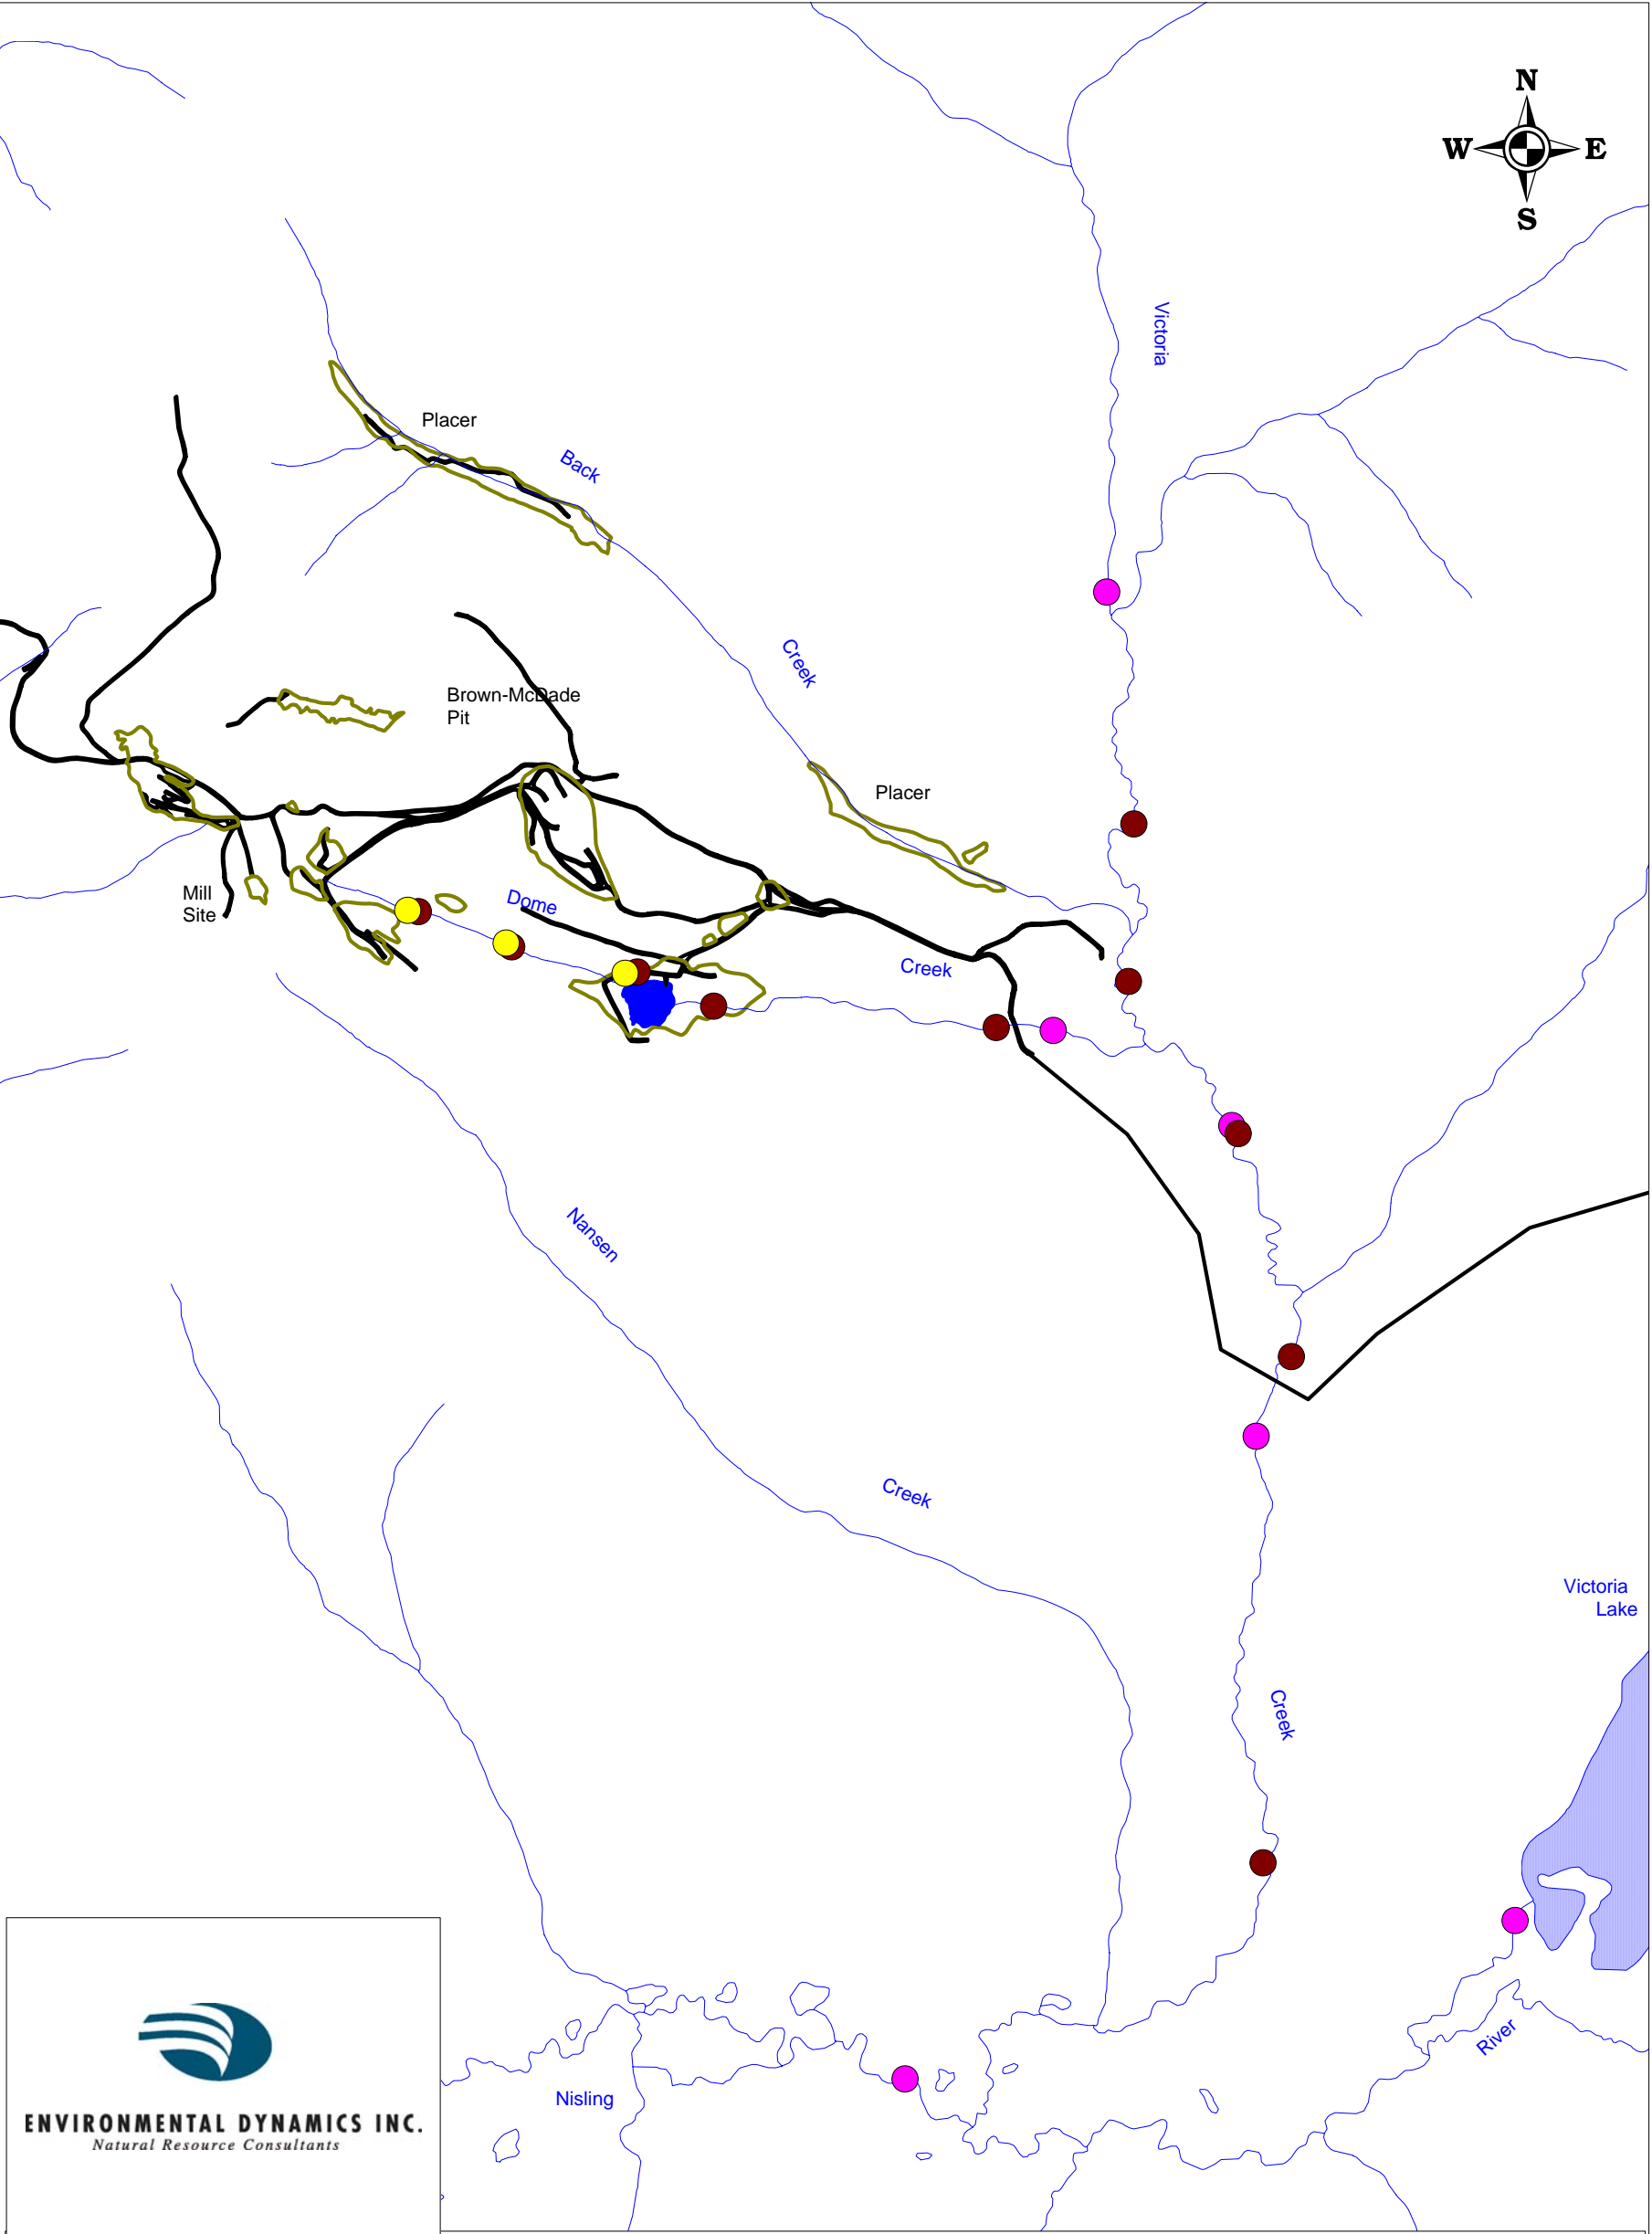 N
W E
S
Victoria
Placer
Back
Creek
Brown-McDade
Pit
Placer
Mill
Site
Dome
Creek
Nansen
Creek
Victoria
Lake
Creek
River
Nisling
ENVIRONMENTAL DYNAMICS INC.
Natural Resource Consultants